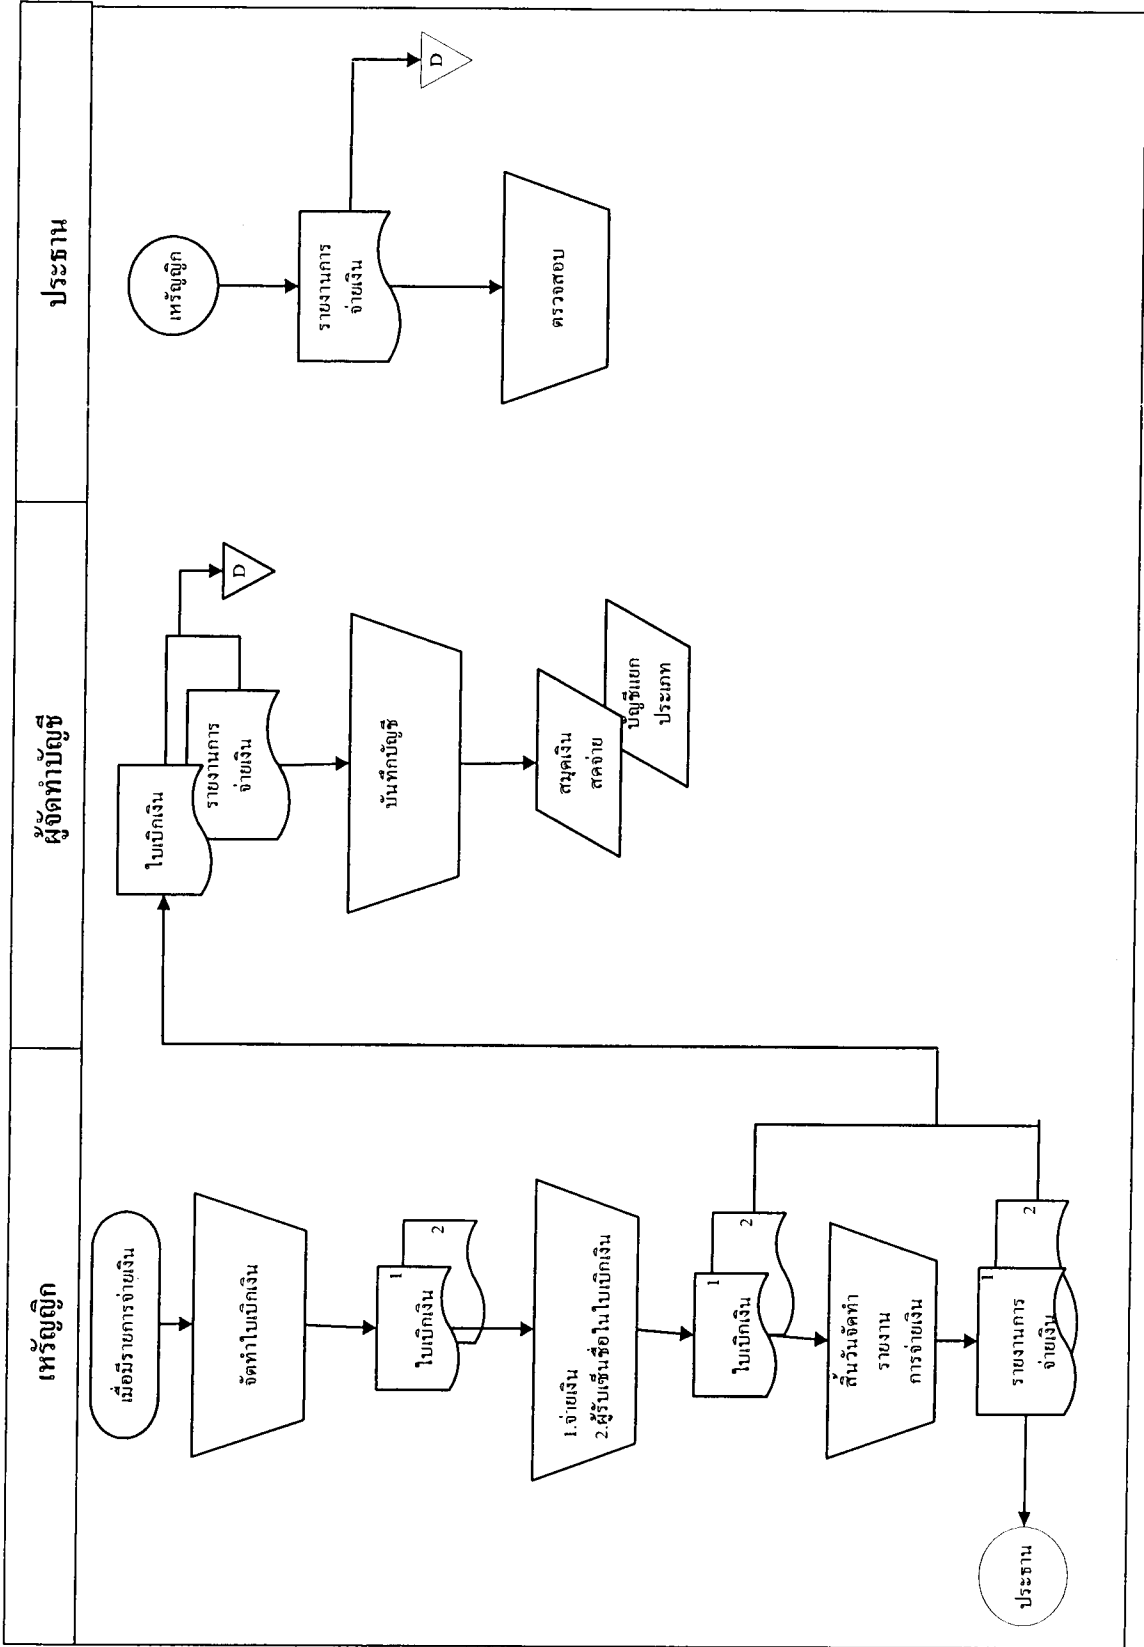 เหรัญญิก
ผู้จัดทำบัญชี
ประธาน
เมื่อมีรายการจ่ายเงิน
จัดทำใบเบิกเงิน
1
2
ใบเบิกเงิน
1.จ่ายเงิน
2.ผู้รับเซ็นชื่อในใบเบิกเงิน
1
2
ใบเบิกเงิน
สิ้นวันจัดทำ
รายงาน
การจ่ายเงิน
1
2
รายงานการ
จ่ายเงิน
ประธาน
ใบเบิกเงิน
รายงานการ
จ่ายเงิน
D
บันทึกบัญชี
สมุดเงิน
สดจ่าย
บัญชีแยก
ประเภท
เหรัญญิก
รายงานการ
จ่ายเงิน
D
ตรวจสอบ